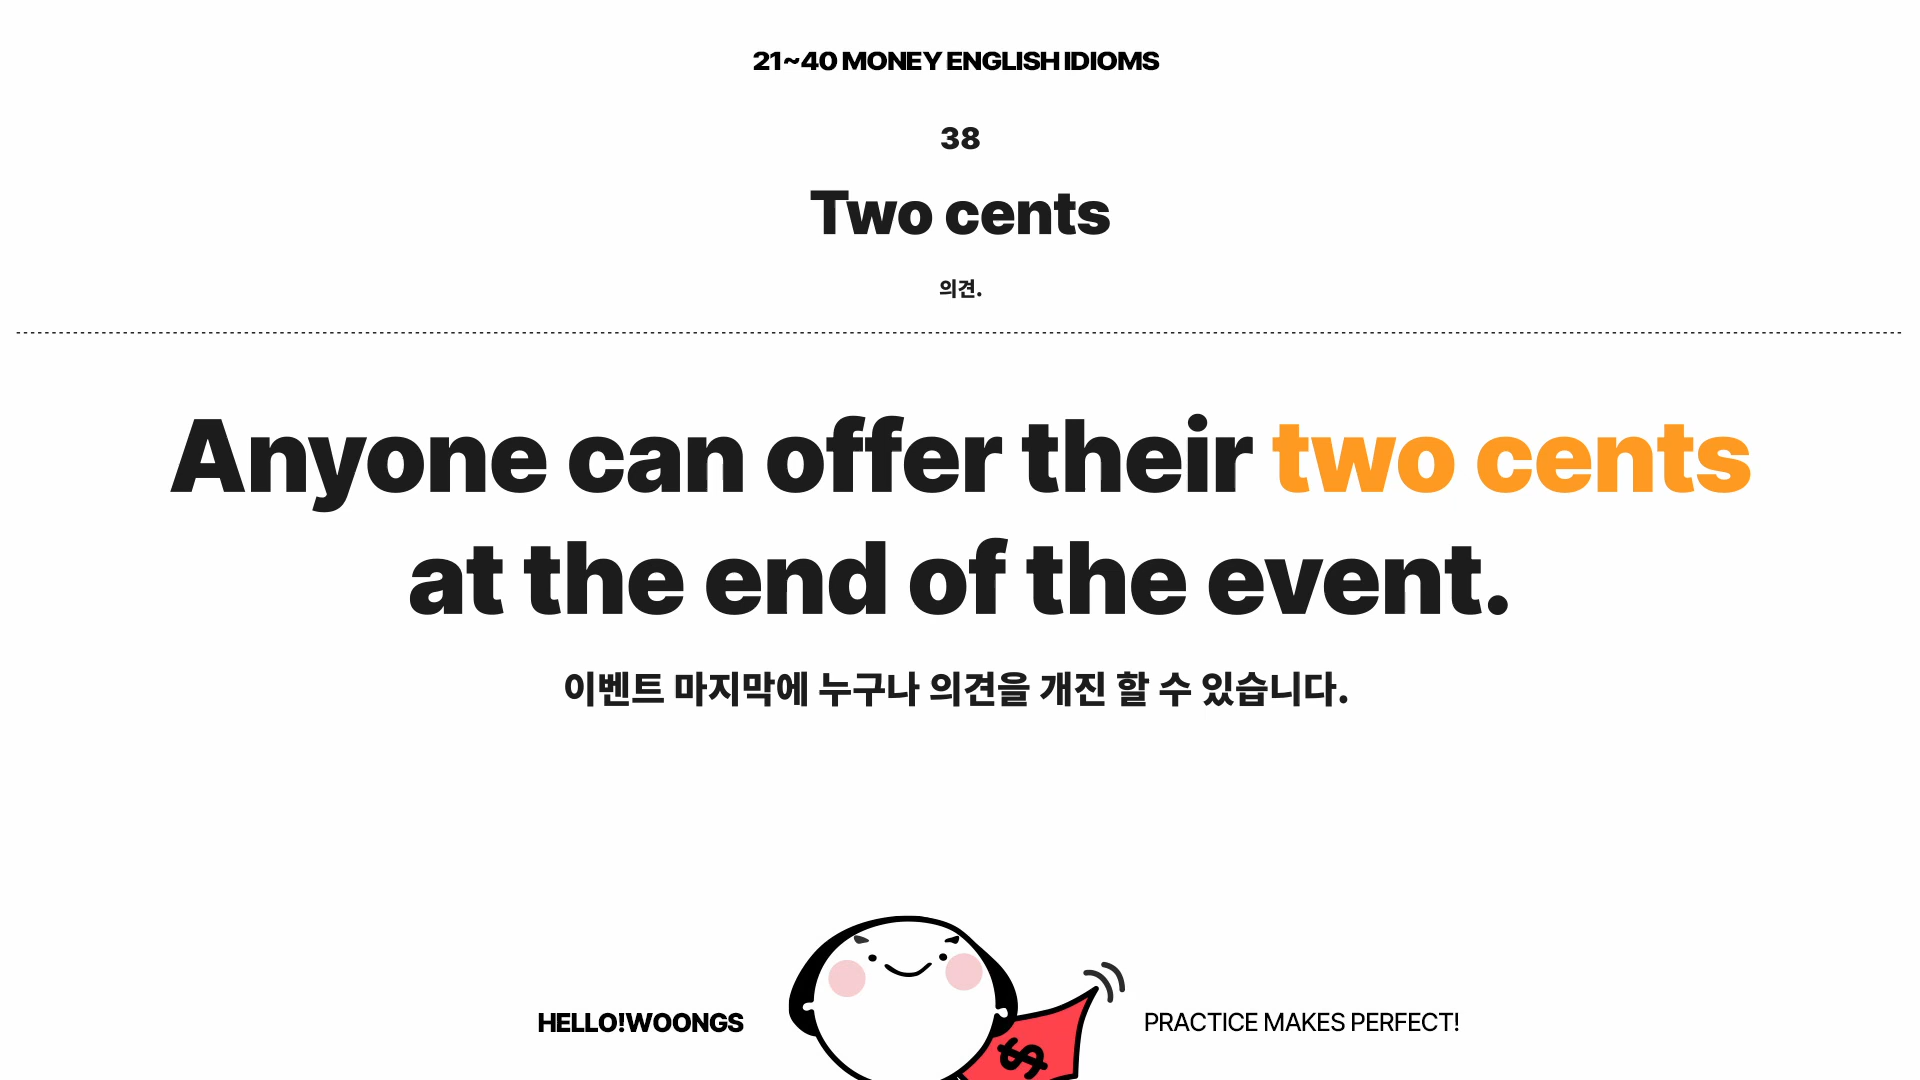 21~40 MONEY ENGLISH IDIOMS
38
Two cents
의견.
Anyone can offer their two cents
at the end of the event.
이벤트 마지막에 누구나 의견을 개진 할 수 있습니다.
HELLO!WOONGS
$
PRACTICE MAKES PERFECT!